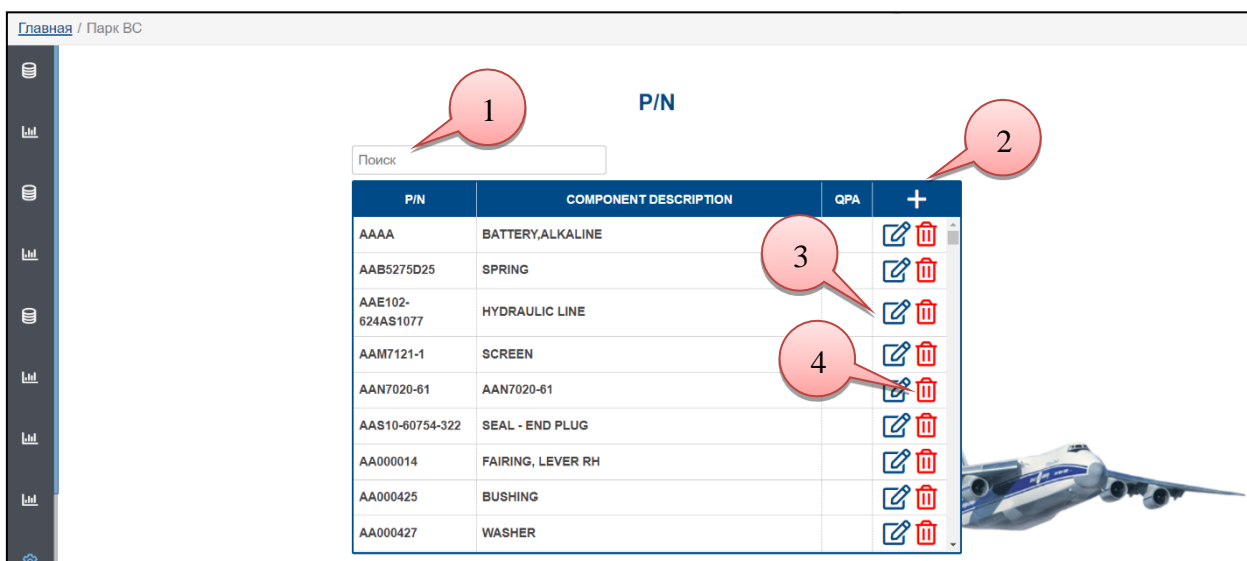 Главная / Парк ВС
P/N
1
2
Поиск
P/N COMPONENT DESCRIPTION QPA +
AAAA BATTERY,ALKALINE
3
AAB5275D25 SPRING
AAE102-
624AS1077 HYDRAULIC LINE
AAM7121-1 SCREEN
4
AAN7020-61 AAN7020-61
AAS10-60754-322 SEAL - END PLUG
AA000014 FAIRING, LEVER RH
AA000425 BUSHING
AA000427 WASHER